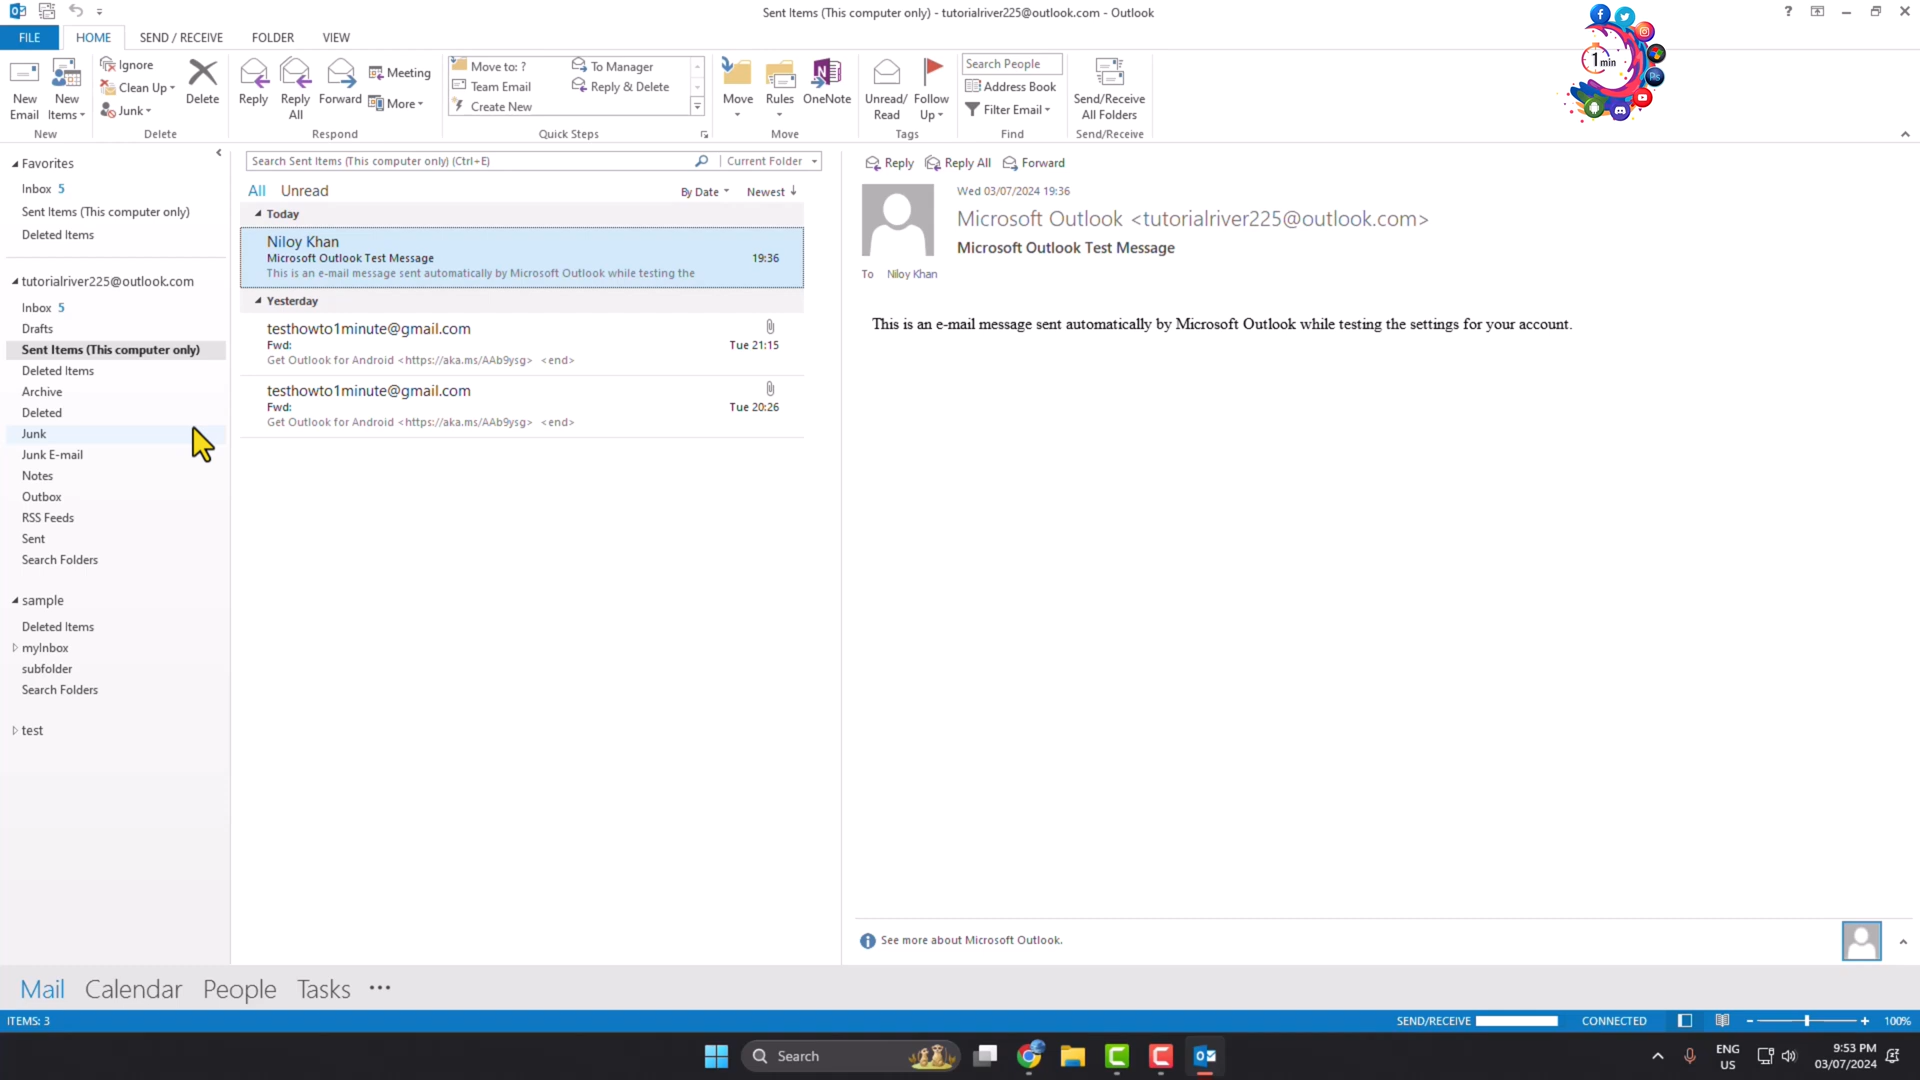 Sent Items (This computer only) - tutorialriver225@outlook.com - Outlook
?
1min
Ps
FILE HOME SEND / RECEIVE FOLDER VIEW
New Email
New Items
New
Ignore
Clean Up
Junk
Delete
Delete
Reply
Reply All
Forward
Meeting
More
Respond
Move to: ?
Team Email
Create New
To Manager
Reply & Delete
Quick Steps
Move
Rules
OneNote
Move
Unread/ Read
Follow Up
Tags
Search People
Address Book
Filter Email
Find
Send/Receive All Folders
Send/Receive
Favorites
Inbox 5
Sent Items (This computer only)
Deleted Items
tutorialriver225@outlook.com
Inbox 5
Drafts
Sent Items (This computer only)
Deleted Items
Archive
Deleted
Junk
Junk E-mail
Notes
Outbox
RSS Feeds
Sent
Search Folders
sample
Deleted Items
myInbox
subfolder
Search Folders
test
Search Sent Items (This computer only) (Ctrl+E) Current Folder
All Unread By Date Newest
Today
Niloy Khan
Microsoft Outlook Test Message 19:36
This is an e-mail message sent automatically by Microsoft Outlook while testing the
Yesterday
testhowto1minute@gmail.com
Fwd: Tue 21:15
Get Outlook for Android <https://aka.ms/AAb9ysg> <end>
testhowto1minute@gmail.com
Fwd: Tue 20:26
Get Outlook for Android <https://aka.ms/AAb9ysg> <end>
Reply Reply All Forward
Wed 03/07/2024 19:36
Microsoft Outlook <tutorialriver225@outlook.com>
Microsoft Outlook Test Message
To Niloy Khan
This is an e-mail message sent automatically by Microsoft Outlook while testing the settings for your account.
See more about Microsoft Outlook.
Mail Calendar People Tasks ···
ITEMS: 3 SEND/RECEIVE CONNECTED 100%
Search
ENG US
9:53 PM
03/07/2024